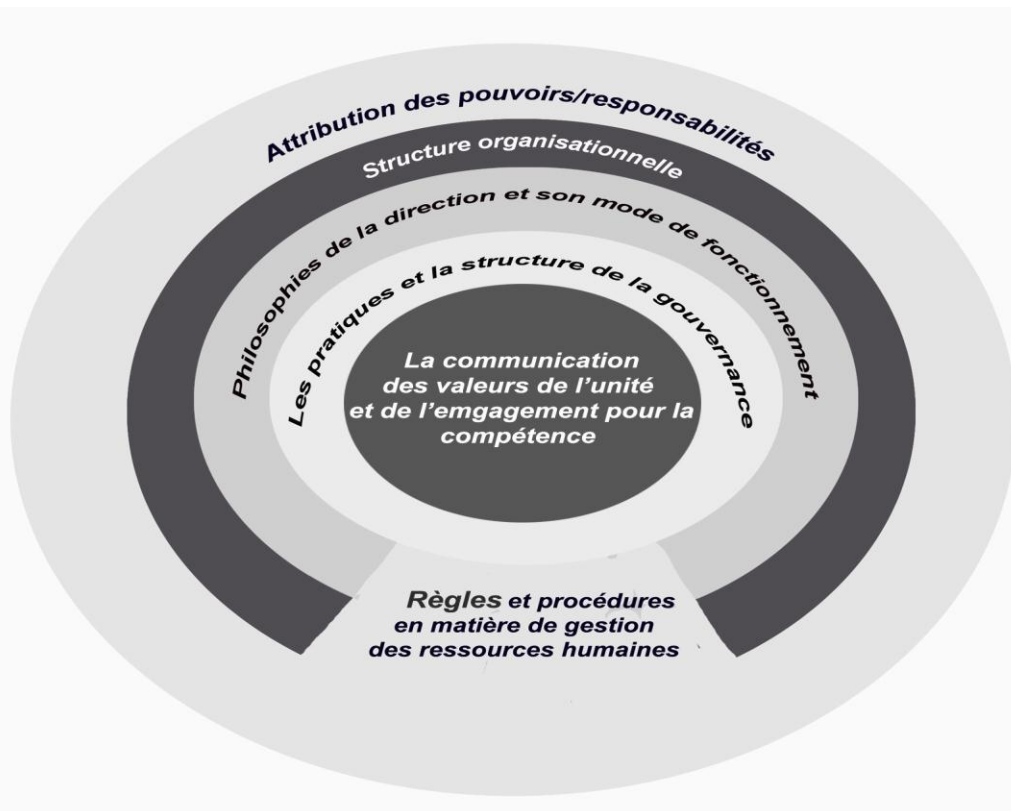 Attribution des pouvoirs/responsabilités
Structure organisationnelle
Philosophies de la direction et son mode de fonctionnement
Les pratiques et la structure de la gouvernance
La communication
des valeurs de l'unité
et de l'emgagement pour la
compétence
Règles et procédures
en matière de gestion
des ressources humaines